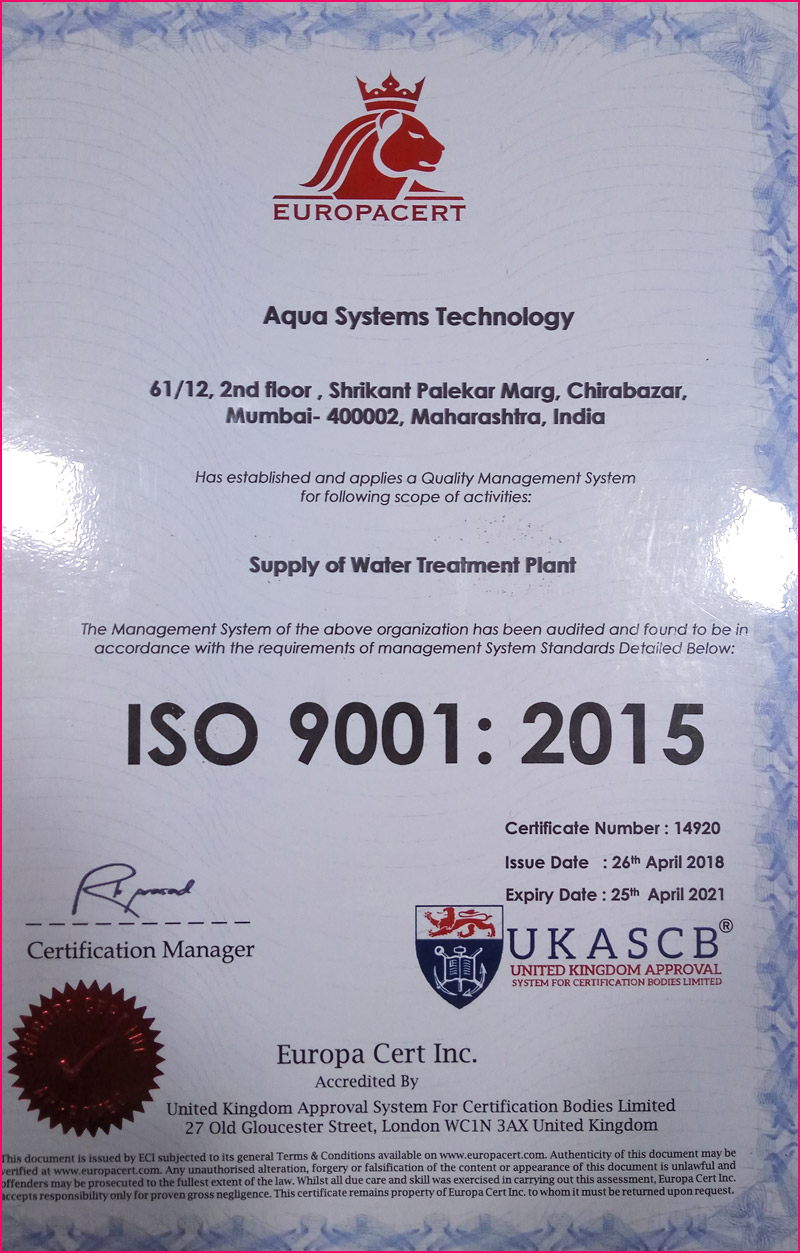 EUROPACERT
Aqua Systems Technology
61/12, 2nd floor , Shrikant Palekar Marg, Chirabazar,
Mumbai- 400002, Maharashtra, India
Has established and applies a Quality Management System
for following scope of activities:
Supply of Water Treatment Plant
The Management System of the above organization has been audited and found to be in
accordance with the requirements of management System Standards Detailed Below:
ISO 9001: 2015
Certificate Number : 14920
Issue Date : 26th April 2018
Expiry Date : 25th April 2021
Certification Manager
UKASCB®
UNITED KINGDOM APPROVAL
SYSTEM FOR CERTIFICATION BODIES LIMITED
Europa Cert Inc.
Accredited By
United Kingdom Approval System For Certification Bodies Limited
27 Old Gloucester Street, London WC1N 3AX United Kingdom
This document is issued by ECI subjected to its general Terms & Conditions available on www.europacert.com. Authenticity of this document may be
verified at www.europacert.com. Any unauthorised alteration, forgery or falsification of the content or appearance of this document is unlawful and
offenders may be prosecuted to the fullest extent of the law. Whilst all due care and skill was exercised in carrying out this assessment, Europa Cert Inc.
accepts responsibility only for proven gross negligence. This certificate remains property of Europa Cert Inc. to whom it must be returned upon request.